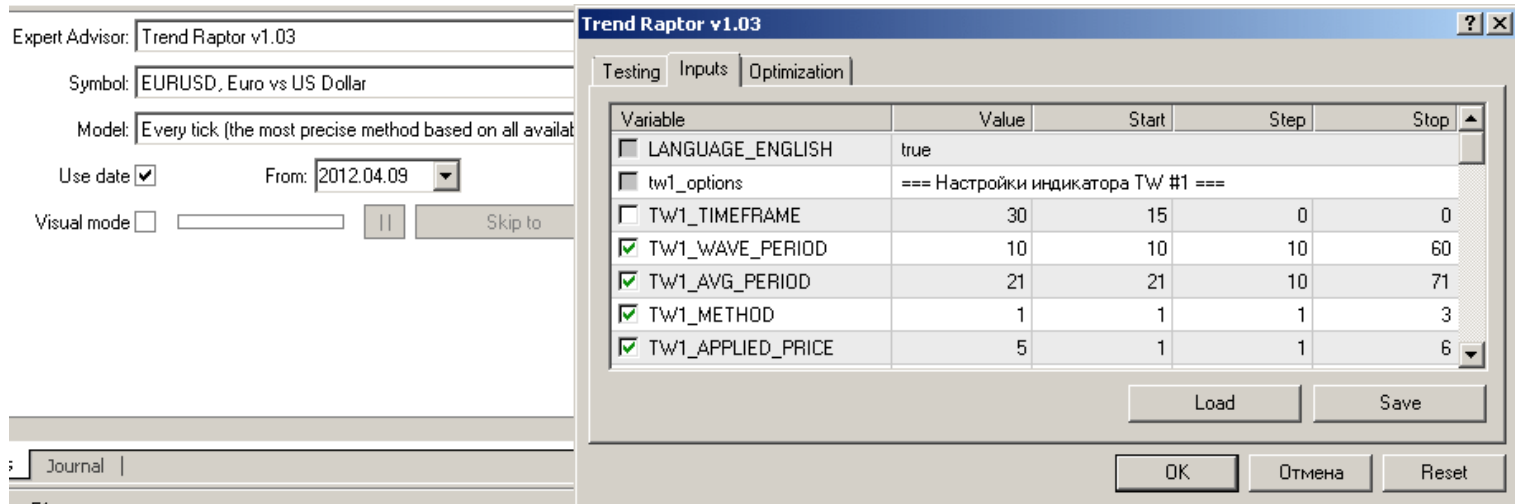 Expert Advisor: Trend Raptor v1.03
Symbol: EURUSD, Euro vs US Dollar
Model: Every tick (the most precise method based on all availab
Use date From: 2012.04.09
Visual mode || Skip to
s Journal
Trend Raptor v1.03
Testing Inputs Optimization
Variable Value Start Step Stop
LANGUAGE_ENGLISH true
tw1_options === Настройки индикатора TW #1 ===
TW1_TIMEFRAME 30 15 0 0
TW1_WAVE_PERIOD 10 10 10 60
TW1_AVG_PERIOD 21 21 10 71
TW1_METHOD 1 1 1 3
TW1_APPLIED_PRICE 5 1 1 6
Load Save
OK Отмена Reset